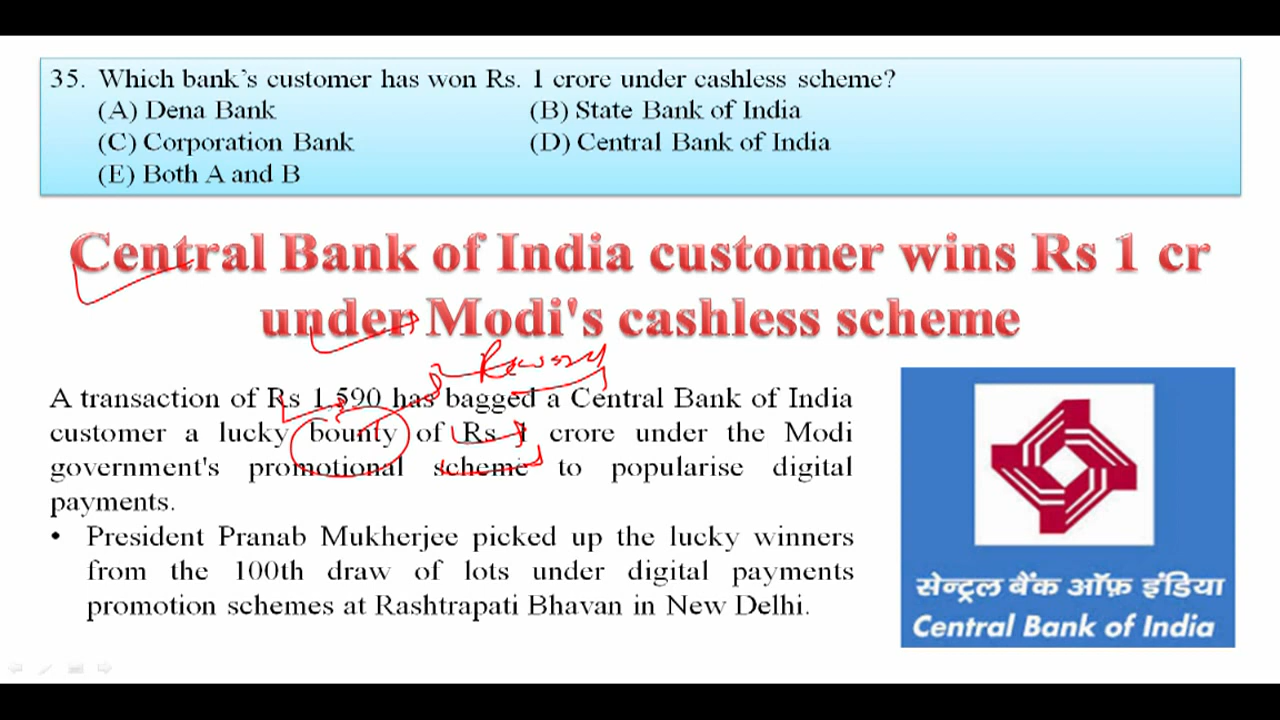 35. Which bank's customer has won Rs. 1 crore under cashless scheme?
(A) Dena Bank (B) State Bank of India
(C) Corporation Bank (D) Central Bank of India
(E) Both A and B
Central Bank of India customer wins Rs 1 cr
under Modi's cashless scheme
Reward
A transaction of Rs 1,590 has bagged a Central Bank of India
customer a lucky bounty of Rs 1 crore under the Modi
government's promotional scheme to popularise digital
payments.
• President Pranab Mukherjee picked up the lucky winners
from the 100th draw of lots under digital payments
promotion schemes at Rashtrapati Bhavan in New Delhi.
सेन्ट्रल बैंक ऑफ़ इंडिया
Central Bank of India